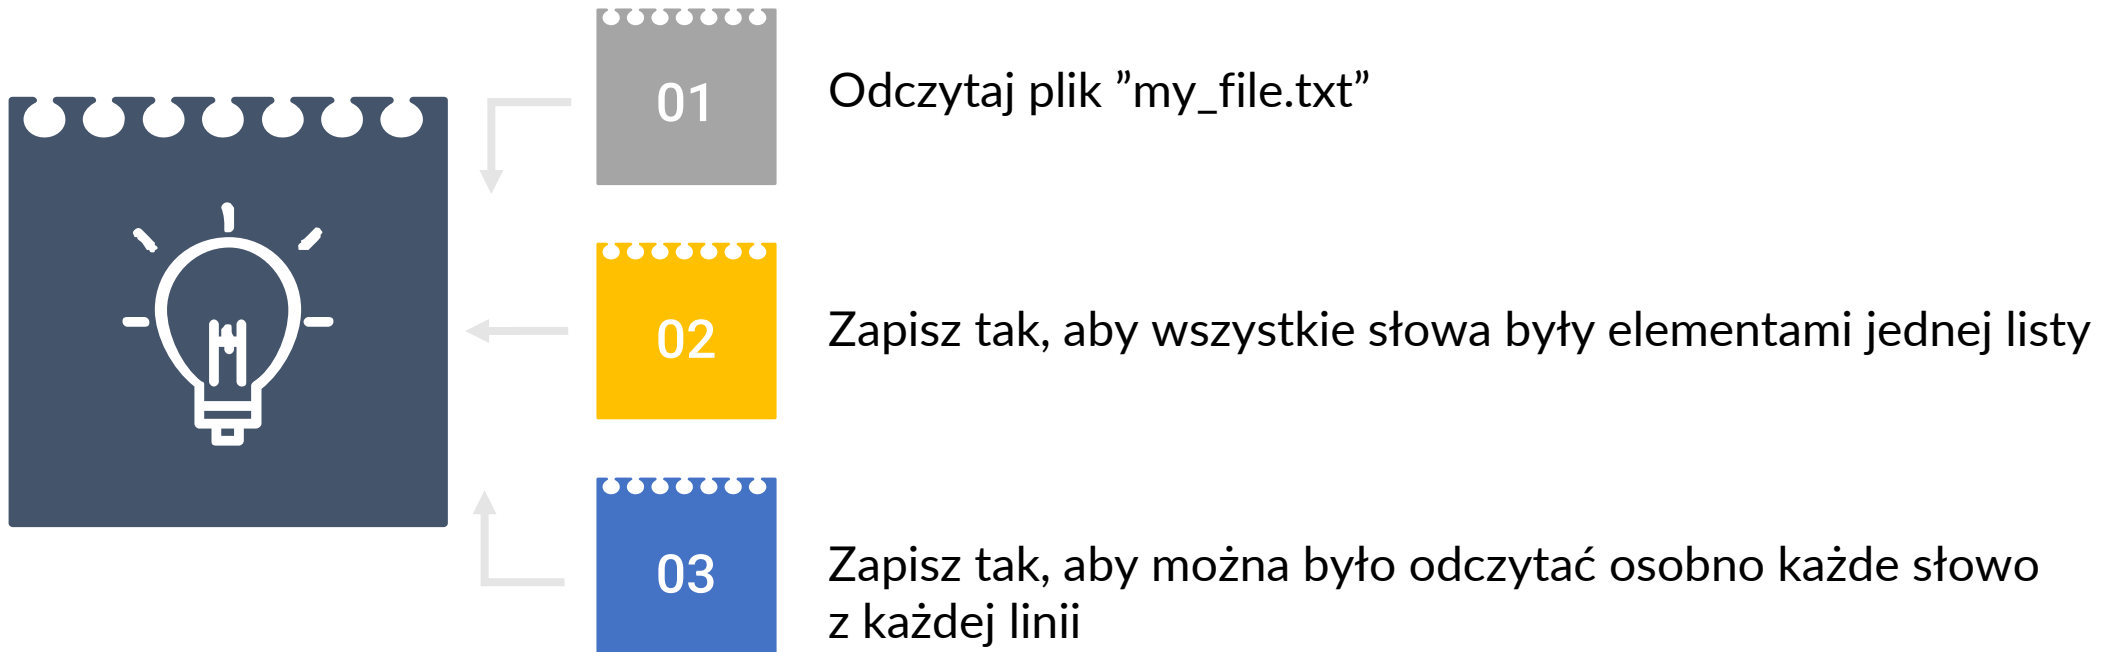 01
Odczytaj plik ”my_file.txt”
02
Zapisz tak, aby wszystkie słowa były elementami jednej listy
03
Zapisz tak, aby można było odczytać osobno każde słowo
z każdej linii